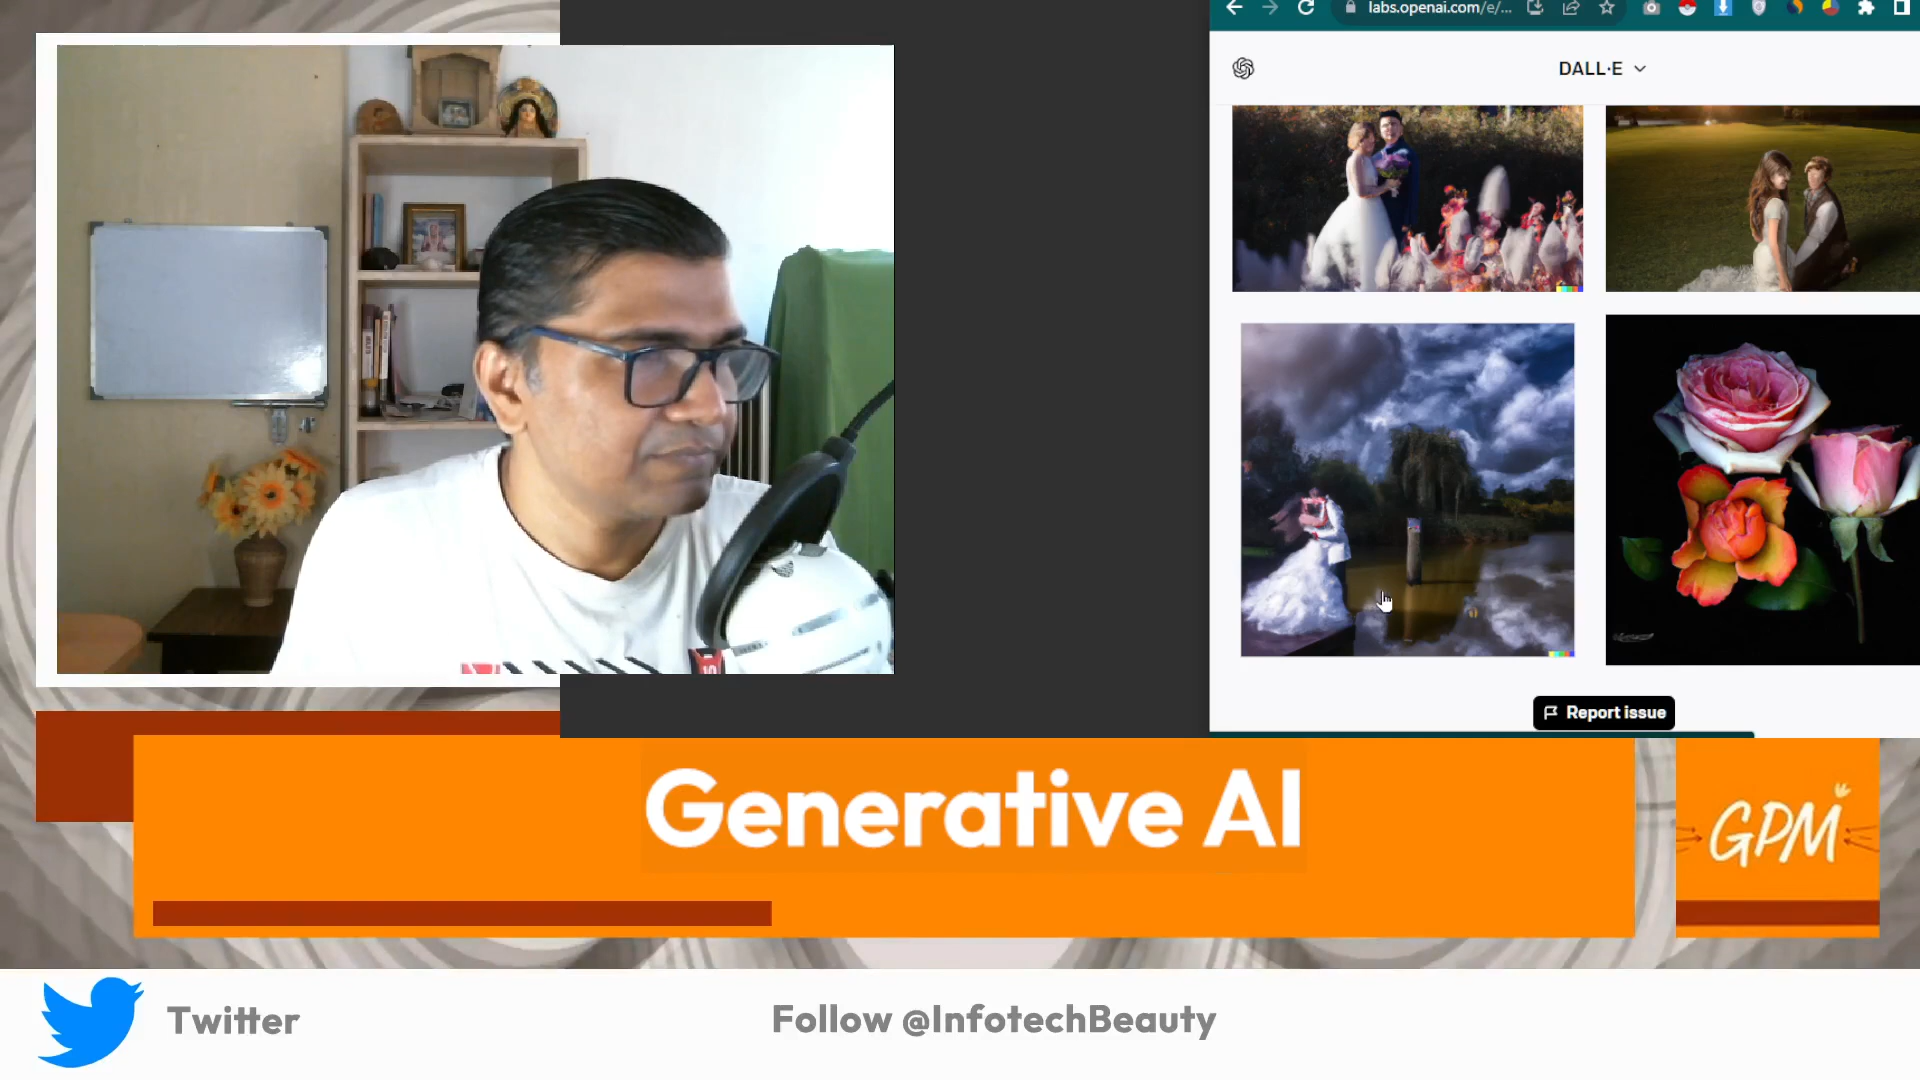 labs.openai.com/e/...
DALL·E
Report issue
Generative AI
GPM
Twitter
Follow @InfotechBeauty